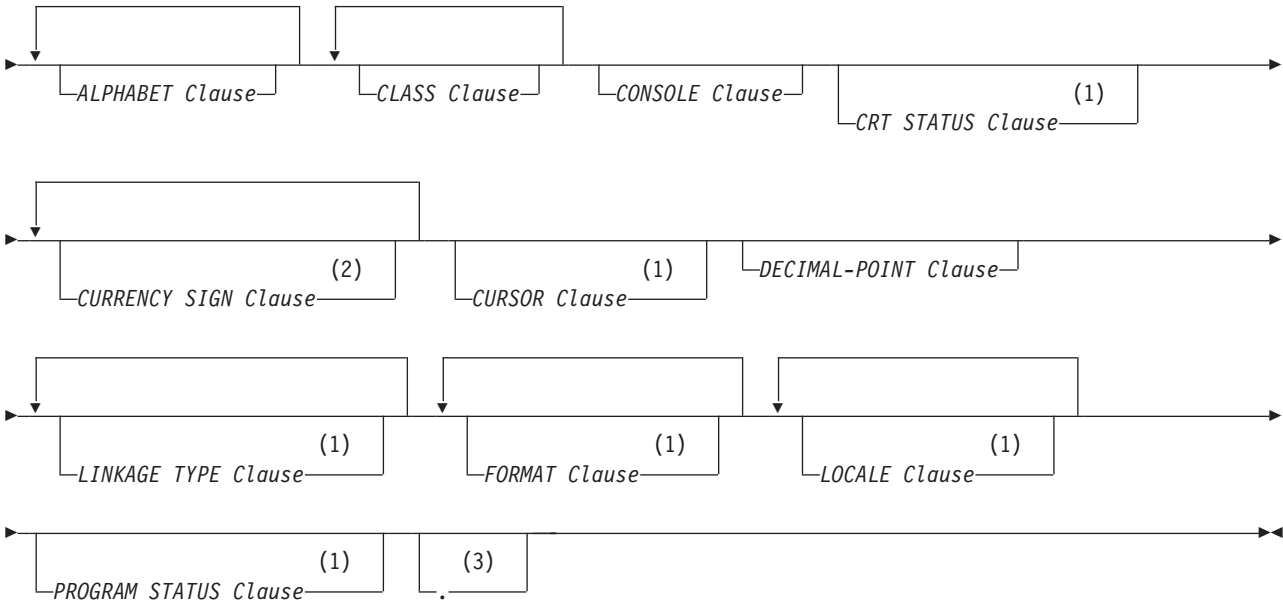 ALPHABET Clause CLASS Clause CONSOLE Clause (1)
CRT STATUS Clause
(2) (1) DECIMAL-POINT Clause
CURRENCY SIGN Clause CURSOR Clause
(1) (1) (1)
LINKAGE TYPE Clause FORMAT Clause LOCALE Clause
(1) (3)
PROGRAM STATUS Clause .